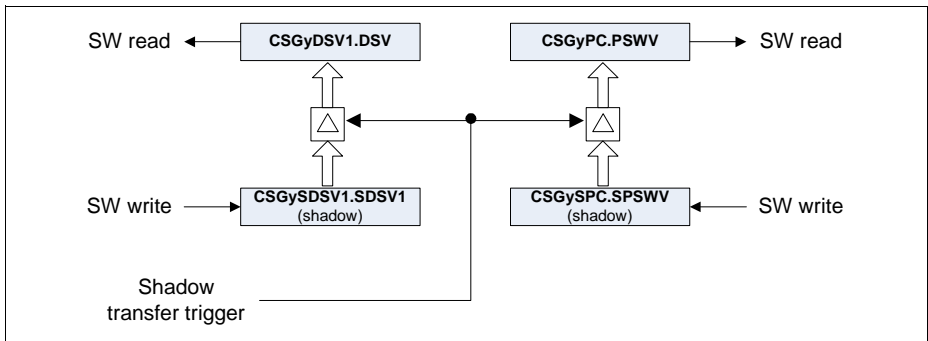 SW read
CSGyDSV1.DSV
CSGyPC.PSWV
SW read
SW write
CSGySDSV1.SDSV1
(shadow)
CSGySPC.SPSWV
(shadow)
SW write
Shadow
transfer trigger